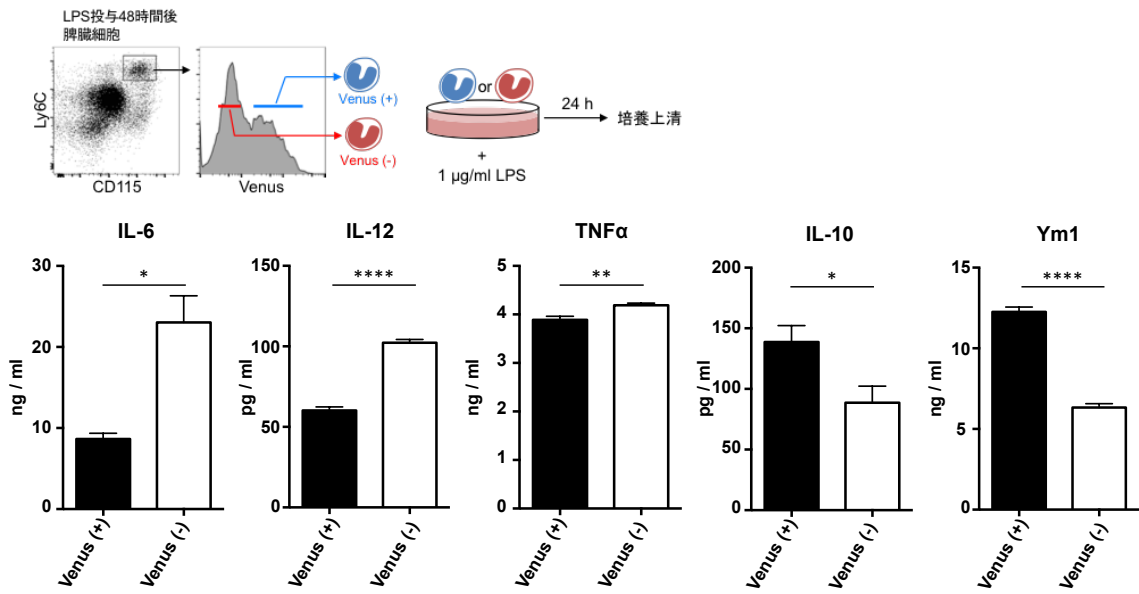 LPS投与48時間後
脾臓細胞
Ly6C
CD115
Venus
Venus (+)
Venus (-)
or
+
1 μg/ml LPS
24 h
培養上清
IL-6
ng / ml
30
20
10
0
*
Venus (+)
Venus (-)
IL-12
pg / ml
150
100
50
0
****
Venus (+)
Venus (-)
TNFα
ng / ml
5
4
3
2
1
0
**
Venus (+)
Venus (-)
IL-10
pg / ml
200
150
100
50
0
*
Venus (+)
Venus (-)
Ym1
ng / ml
15
10
5
0
****
Venus (+)
Venus (-)